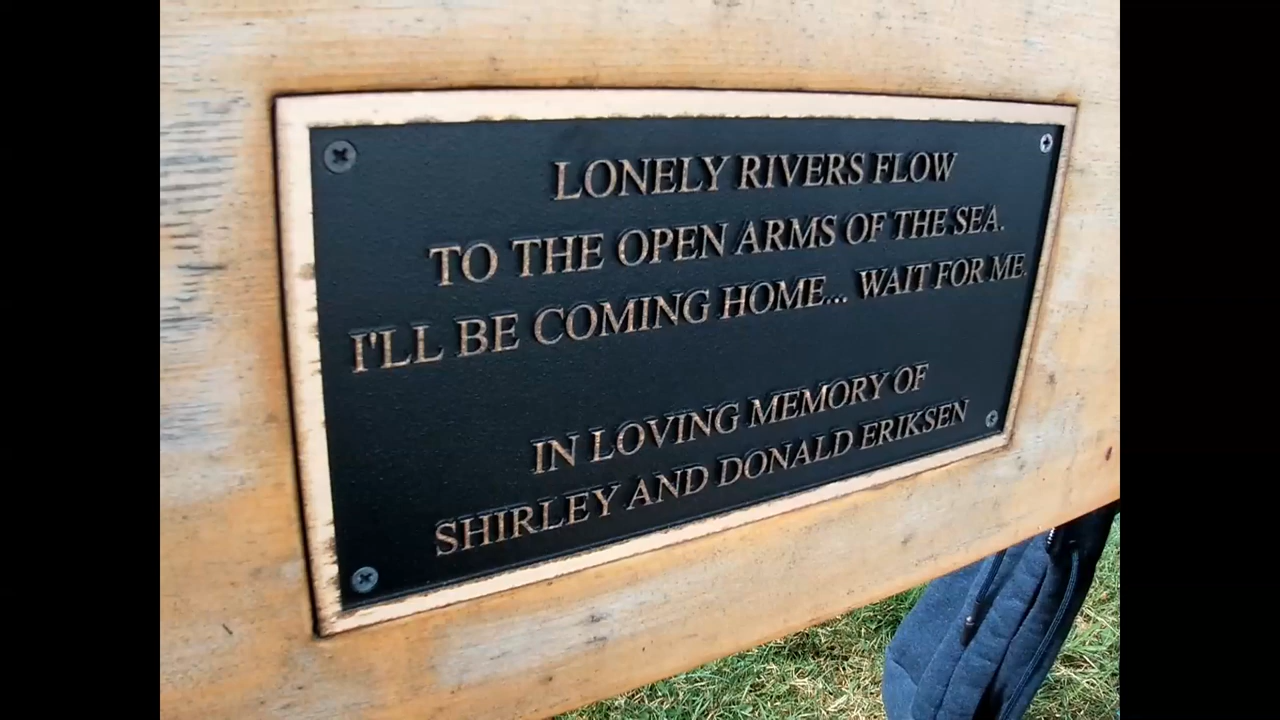 LONELY RIVERS FLOW
TO THE OPEN ARMS OF THE SEA.
I'LL BE COMING HOME... WAIT FOR ME.
IN LOVING MEMORY OF
SHIRLEY AND DONALD ERIKSEN